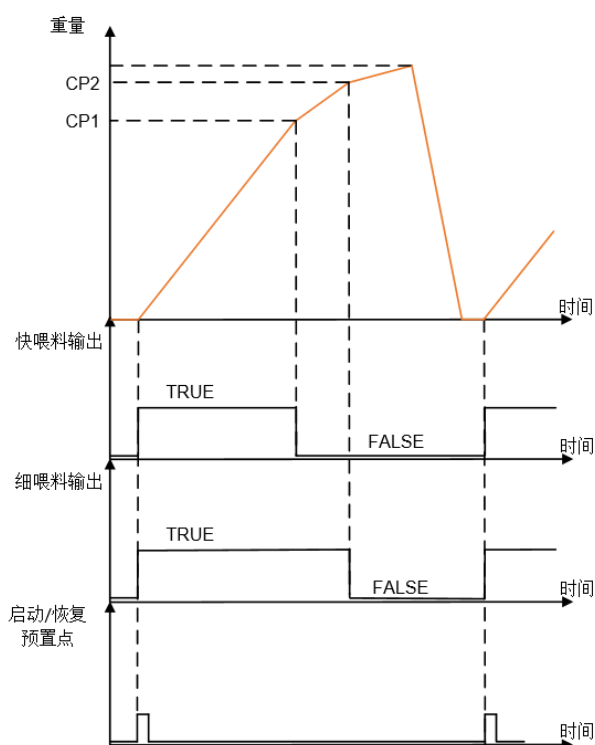 重量
CP2
CP1
时间
快喂料输出
TRUE
FALSE
时间
细喂料输出
TRUE
FALSE
时间
启动/恢复
预置点
时间